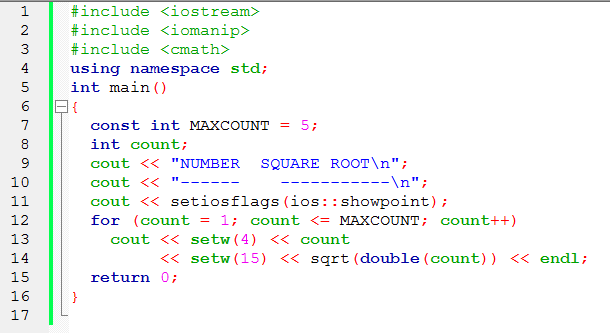 1 #include <iostream>
2 #include <iomanip>
3 #include <cmath>
4 using namespace std;
5 int main()
6 {
7   const int MAXCOUNT = 5;
8   int count;
9   cout << "NUMBER  SQUARE ROOT\n";
10   cout << "------    -----------\n";
11   cout << setiosflags(ios::showpoint);
12   for (count = 1; count <= MAXCOUNT; count++)
13     cout << setw(4) << count
14          << setw(15) << sqrt(double(count)) << endl;
15   return 0;
16 }
17